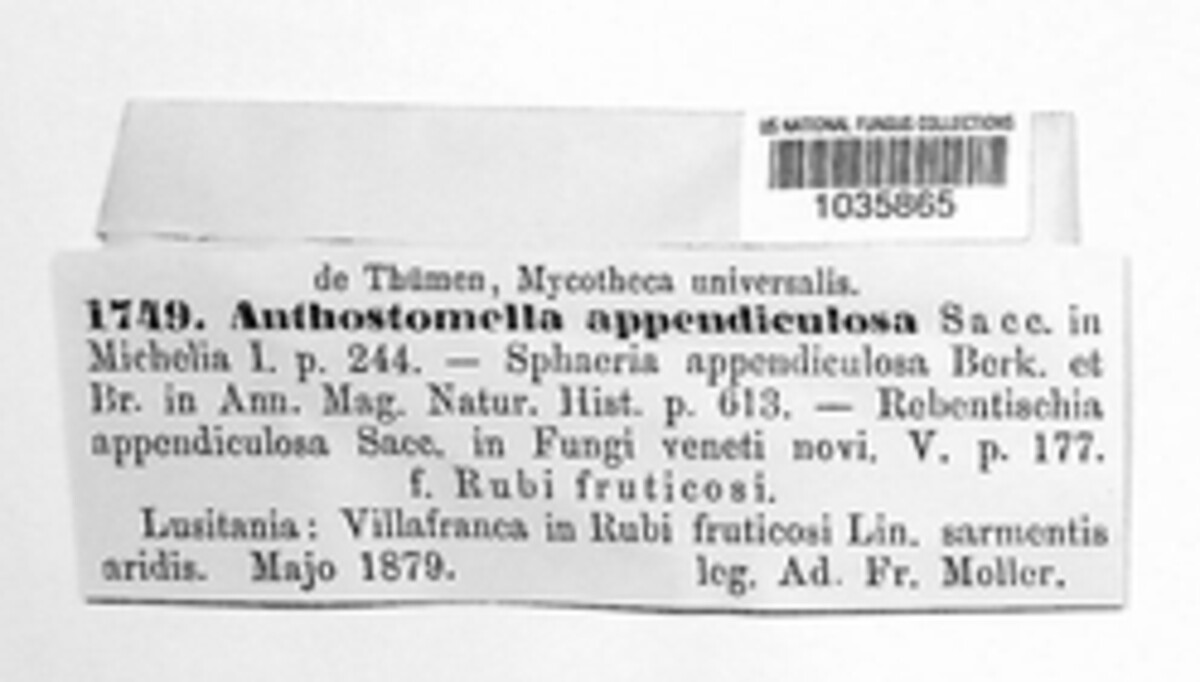 US NATIONAL FUNGUS COLLECTIONS
1035865
de Thümen, Mycotheca universalis.
1749. Anthostomella appendiculosa Sacc. in
Michelia I. p. 244. — Sphaeria appendiculosa Berk. et
Br. in Ann. Mag. Natur. Hist. p. 613. — Rebentischia
appendiculosa Sacc. in Fungi veneti novi. V. p. 177.
f. Rubi fruticosi.
Lusitania: Villafranca in Rubi fruticosi Lin. sarmentis
aridis. Majo 1879. leg. Ad. Fr. Moller.